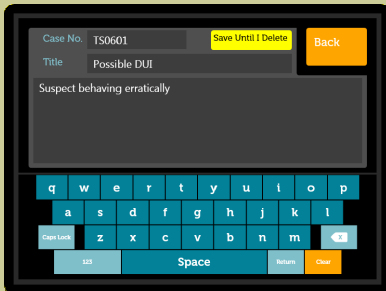 Case No. TS0601 Save Until I Delete Back
Title Possible DUI
Suspect behaving erratically
q w e r t y u i o p
a s d f g h j k l
Caps Lock z x c v b n m x
123 Space Return Clear